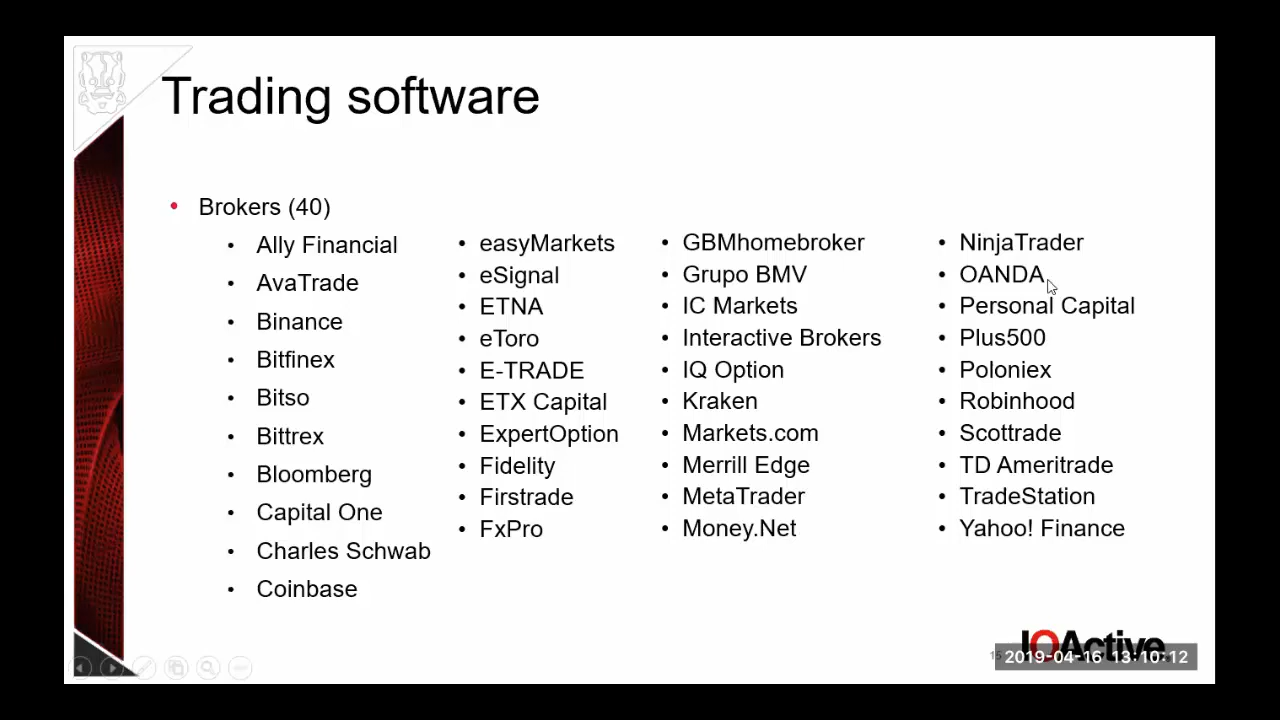 Trading software
• Brokers (40)
• Ally Financial
• AvaTrade
• Binance
• Bitfinex
• Bitso
• Bittrex
• Bloomberg
• Capital One
• Charles Schwab
• Coinbase
• easyMarkets
• eSignal
• ETNA
• eToro
• E-TRADE
• ETX Capital
• ExpertOption
• Fidelity
• Firstrade
• FxPro
• GBMhomebroker
• Grupo BMV
• IC Markets
• Interactive Brokers
• IQ Option
• Kraken
• Markets.com
• Merrill Edge
• MetaTrader
• Money.Net
• NinjaTrader
• OANDA
• Personal Capital
• Plus500
• Poloniex
• Robinhood
• Scottrade
• TD Ameritrade
• TradeStation
• Yahoo! Finance
IOActive
15
2019-04-16 13:10:12